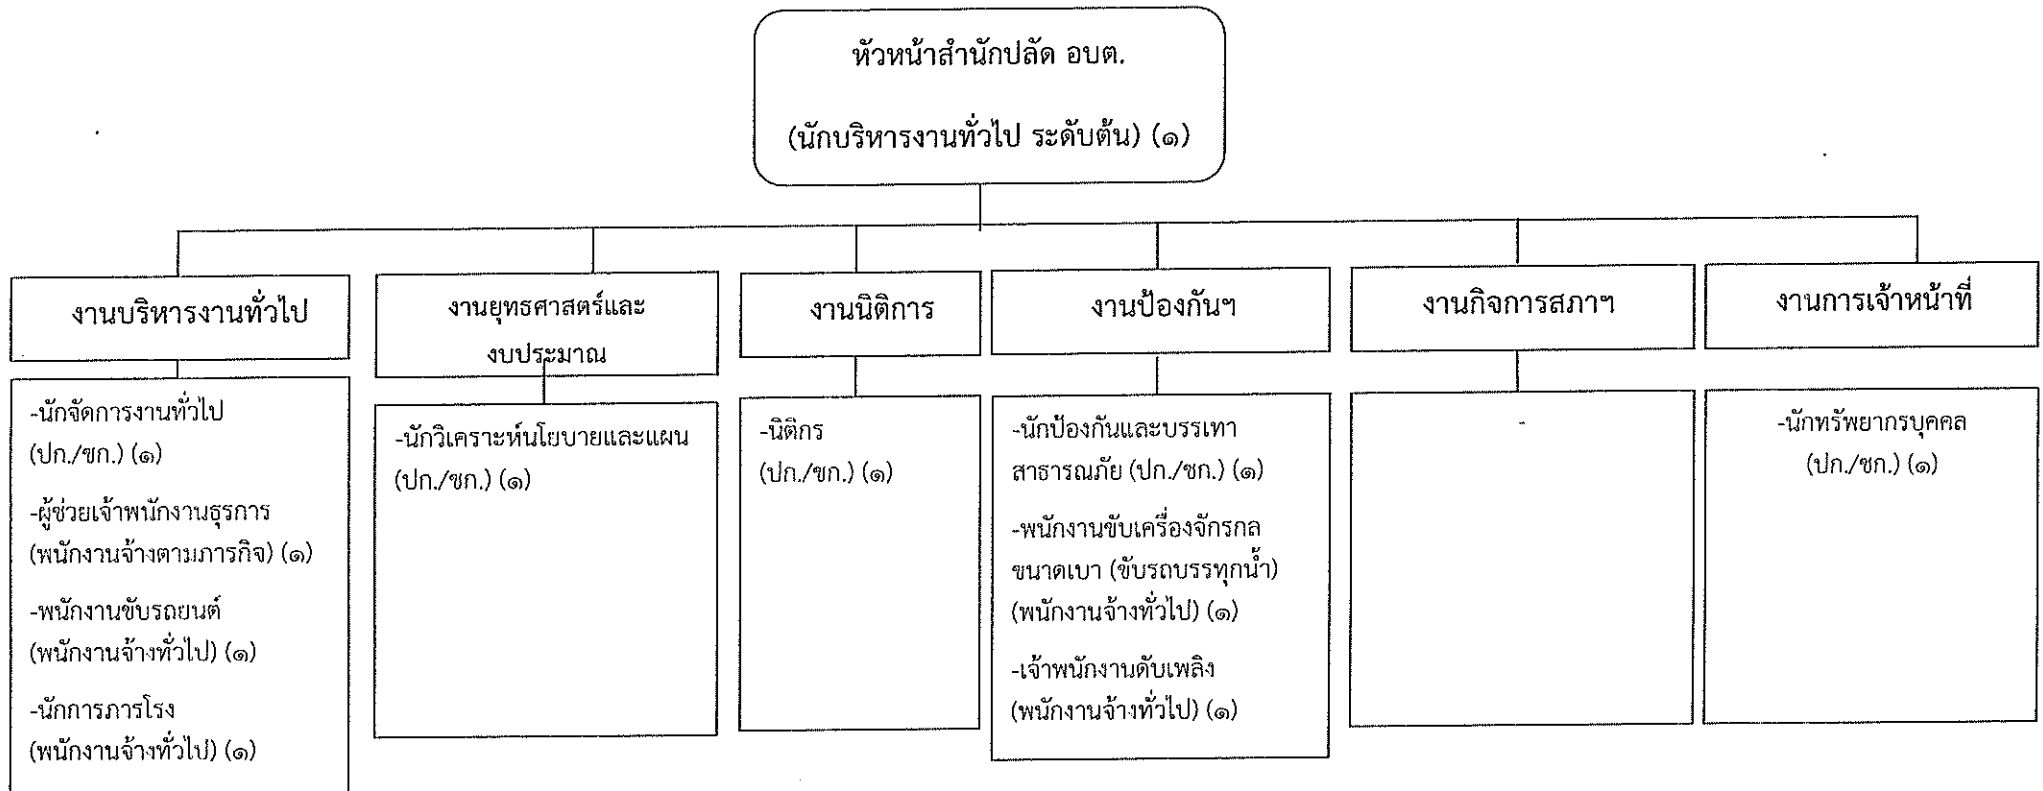 หัวหน้าสำนักปลัด อบต.
(นักบริหารงานทั่วไป ระดับต้น) (๑)
งานบริหารงานทั่วไป
-นักจัดการงานทั่วไป
(ปก./ชก.) (๑)
-ผู้ช่วยเจ้าพนักงานธุรการ
(พนักงานจ้างตามภารกิจ) (๑)
-พนักงานขับรถยนต์
(พนักงานจ้างทั่วไป) (๑)
-นักการภารโรง
(พนักงานจ้างทั่วไป) (๑)
งานยุทธศาสตร์และ
งบประมาณ
-นักวิเคราะห์นโยบายและแผน
(ปก./ชก.) (๑)
งานนิติการ
-นิติกร
(ปก./ชก.) (๑)
งานป้องกันฯ
-นักป้องกันและบรรเทา
สาธารณภัย (ปก./ชก.) (๑)
-พนักงานขับเครื่องจักรกล
ขนาดเบา (ขับรถบรรทุกน้ำ)
(พนักงานจ้างทั่วไป) (๑)
-เจ้าพนักงานดับเพลิง
(พนักงานจ้างทั่วไป) (๑)
งานกิจการสภาฯ
-
งานการเจ้าหน้าที่
-นักทรัพยากรบุคคล
(ปก./ชก.) (๑)